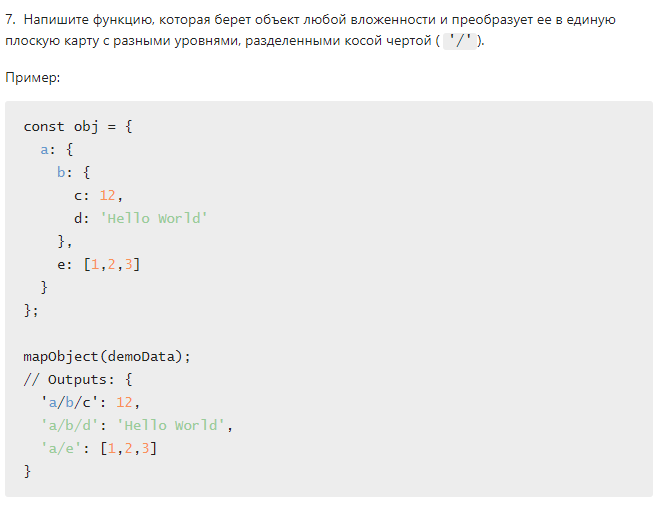 7. Напишите функцию, которая берет объект любой вложенности и преобразует ее в единую
плоскую карту с разными уровнями, разделенными косой чертой ( '/' ).
Пример:
const obj = {
  a: {
    b: {
      c: 12,
      d: 'Hello World'
    },
    e: [1,2,3]
  }
};

mapObject(demoData);
// Outputs: {
  'a/b/c': 12,
  'a/b/d': 'Hello World',
  'a/e': [1,2,3]
}